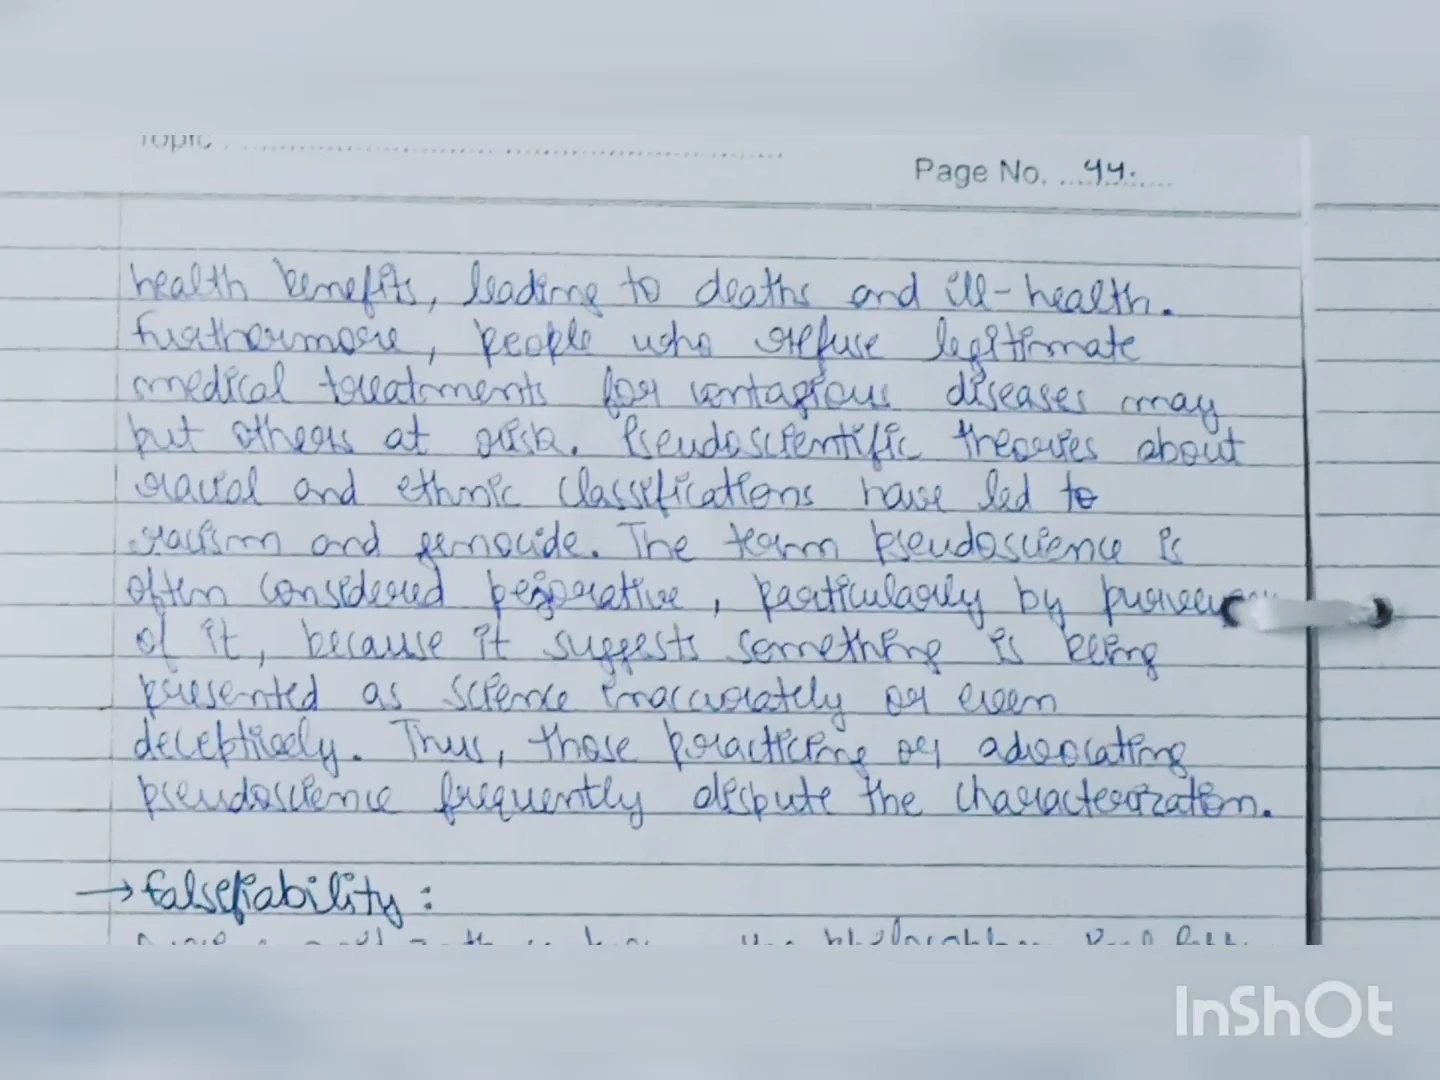 Topic
Page No. 44.
health benefits, leading to deaths and ill-health.
Furthermore, people who refuse legitimate
medical treatments for contagious diseases may
put others at risk. Pseudoscientific theories about
racial and ethnic classifications have led to
racism and genocide. The term pseudoscience is
often considered pejorative, particularly by
of it, because it suggests something is being
presented as science inaccurately or even
deceptively. Thus, those practicing or advocating
pseudoscience frequently dispute the characterization.
→ Falsefiability :
InShOt